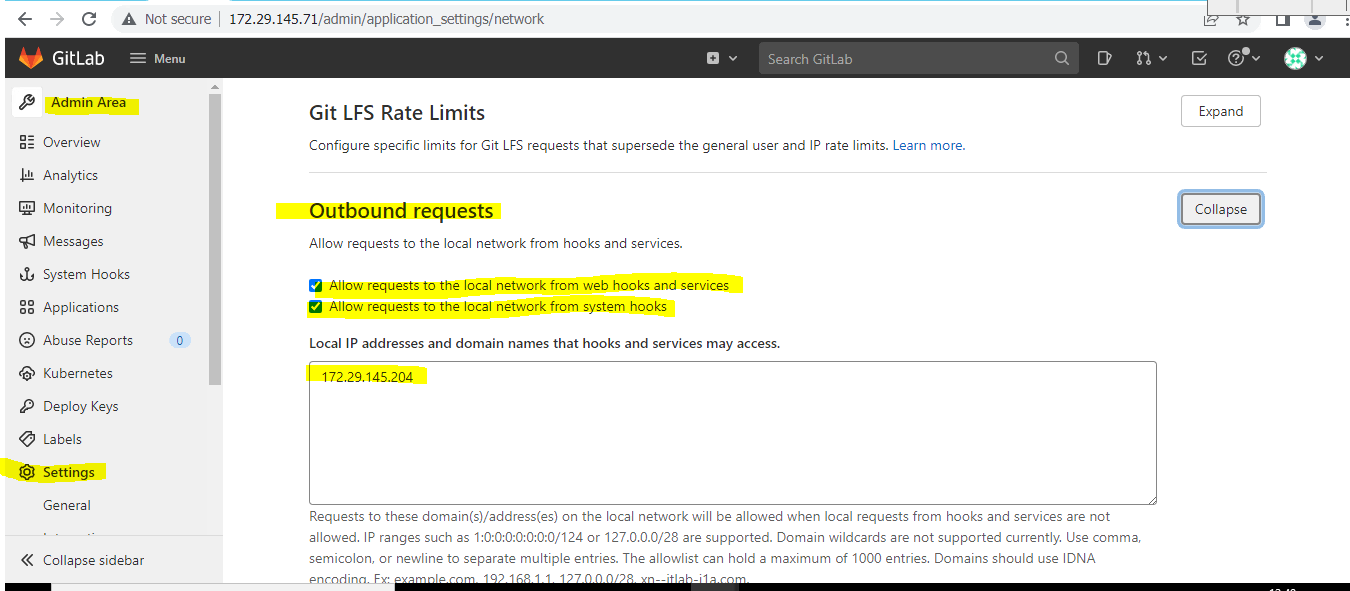 Not secure | 172.29.145.71/admin/application_settings/network
GitLab Menu Search GitLab
Admin Area
Overview
Analytics
Monitoring
Messages
System Hooks
Applications
Abuse Reports 0
Kubernetes
Deploy Keys
Labels
Settings
General
Collapse sidebar
Git LFS Rate Limits
Expand
Configure specific limits for Git LFS requests that supersede the general user and IP rate limits. Learn more.
Outbound requests
Collapse
Allow requests to the local network from hooks and services.
Allow requests to the local network from web hooks and services
Allow requests to the local network from system hooks
Local IP addresses and domain names that hooks and services may access.
172.29.145.204
Requests to these domain(s)/address(es) on the local network will be allowed when local requests from hooks and services are not
allowed. IP ranges such as 1:0:0:0:0:0:0:0/124 or 127.0.0.0/28 are supported. Domain wildcards are not supported currently. Use comma,
semicolon, or newline to separate multiple entries. The allowlist can hold a maximum of 1000 entries. Domains should use IDNA
encoding. Ex: example.com, 192.168.1.1, 127.0.0.0/28, xn--itlab-j1a.com.